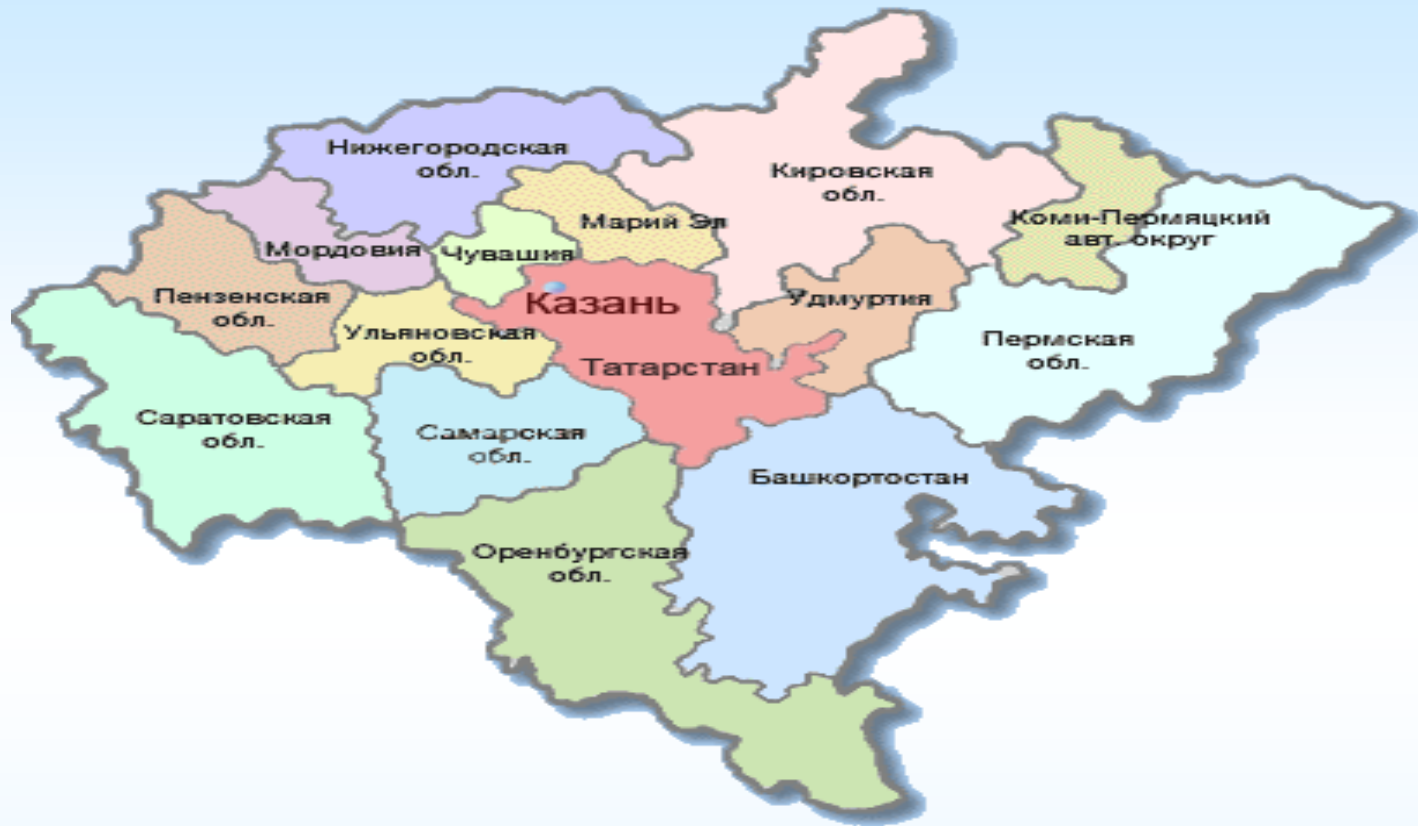 Нижегородская
обл.
Кировская
обл.
Коми-Пермяцкий
авт. округ
Марий Эл
Мордовия
Чувашия
Пензенская
обл.
Казань
Удмуртия
Ульяновская
обл.
Татарстан
Пермская
обл.
Саратовская
обл.
Самарская
обл.
Башкортостан
Оренбургская
обл.